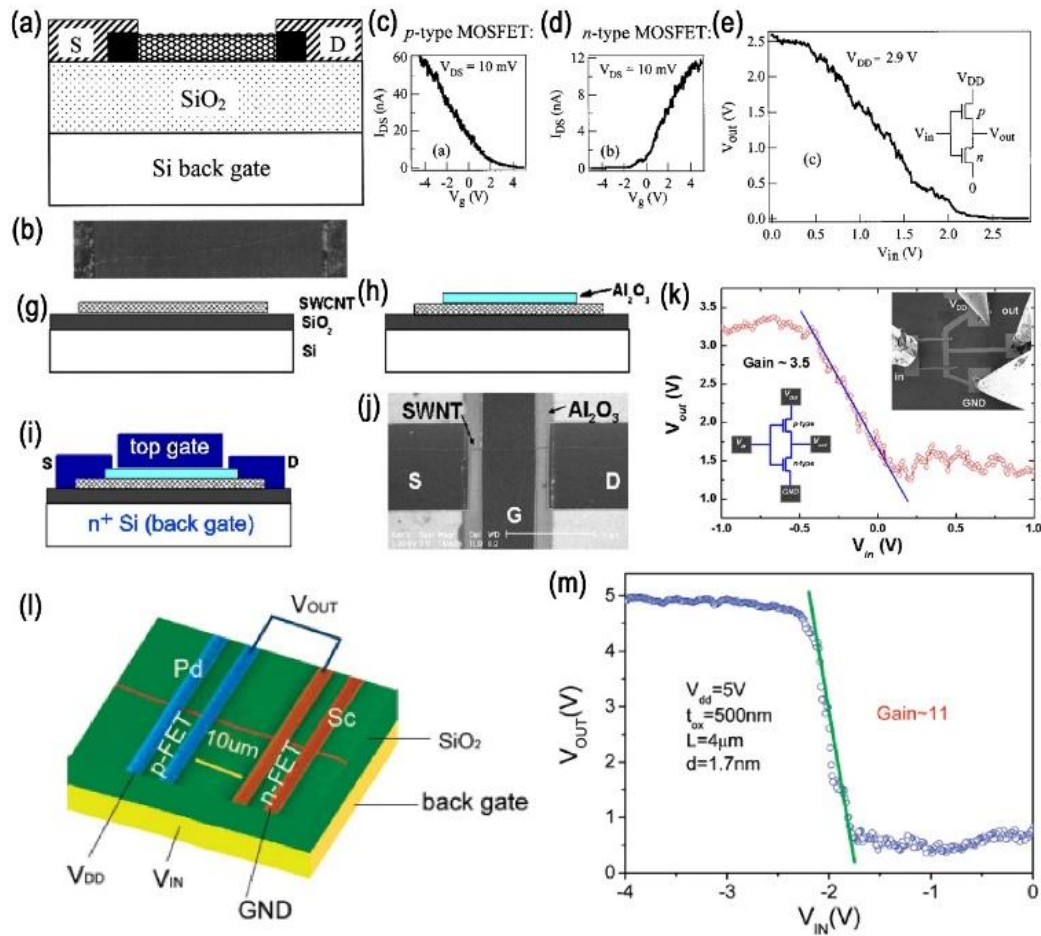 (a)
S
D
SiO2
Si back gate
(b)
(c)
p-type MOSFET:
VDS = 10 mV
IDS (nA)
60
40
20
0
(a)
-4 -2 0 2 4
Vg (V)
(d)
n-type MOSFET:
VDS = 10 mV
IDS (nA)
12
8
4
0
(b)
-4 -2 0 2 4
Vg (V)
(e)
VDD = 2.9 V
VDD
p
Vin
Vout
n
0
(c)
Vout (V)
2.5
2.0
1.5
1.0
0.5
0.0
0.0 0.5 1.0 1.5 2.0 2.5
Vin (V)
(g)
SWCNT
SiO2
Si
(h)
Al2O3
(i)
top gate
S
D
n+ Si (back gate)
(j)
SWNT
Al2O3
S
D
G
(k)
Gain ~ 3.5
VDD
out
in
GND
VDD
p-type
Vin
Vout
n-type
GND
Vout (V)
3.5
3.0
2.5
2.0
1.5
1.0
-1.0 -0.5 0.0 0.5 1.0
Vin (V)
(l)
VOUT
Pd
Sc
10um
p-FET
n-FET
SiO2
back gate
VDD
VIN
GND
(m)
Vdd=5V
tox=500nm
L=4μm
d=1.7nm
Gain~11
VOUT(V)
5
4
3
2
1
0
-4 -3 -2 -1 0
VIN(V)